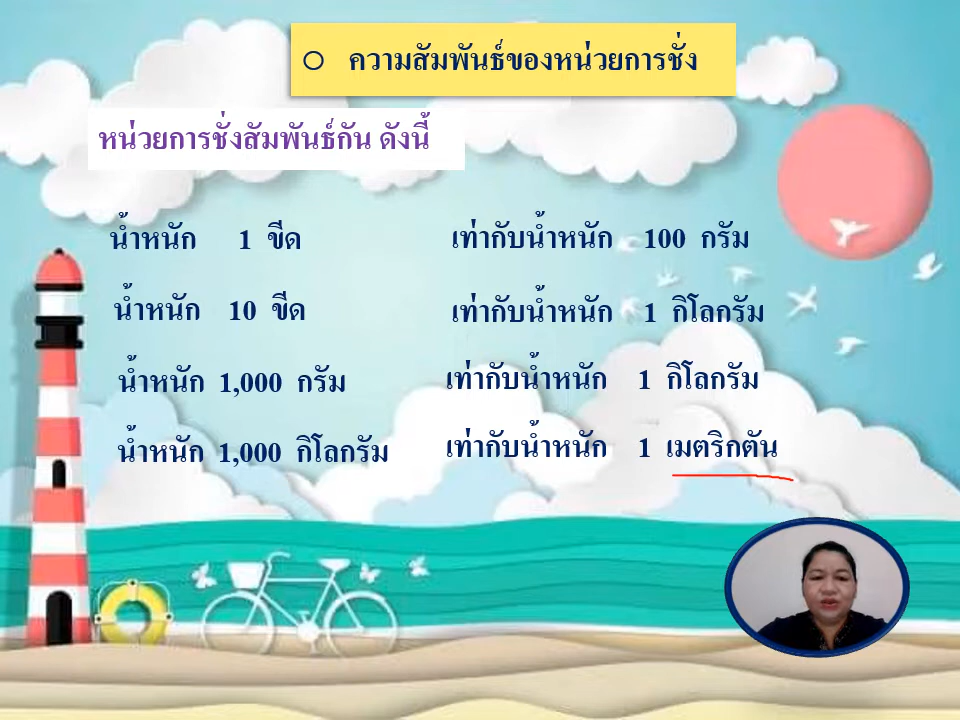 ○ ความสัมพันธ์ของหน่วยการชั่ง
หน่วยการชั่งสัมพันธ์กัน ดังนี้
น้ำหนัก 1 ขีด เท่ากับน้ำหนัก 100 กรัม
น้ำหนัก 10 ขีด เท่ากับน้ำหนัก 1 กิโลกรัม
น้ำหนัก 1,000 กรัม เท่ากับน้ำหนัก 1 กิโลกรัม
น้ำหนัก 1,000 กิโลกรัม เท่ากับน้ำหนัก 1 เมตริกตัน